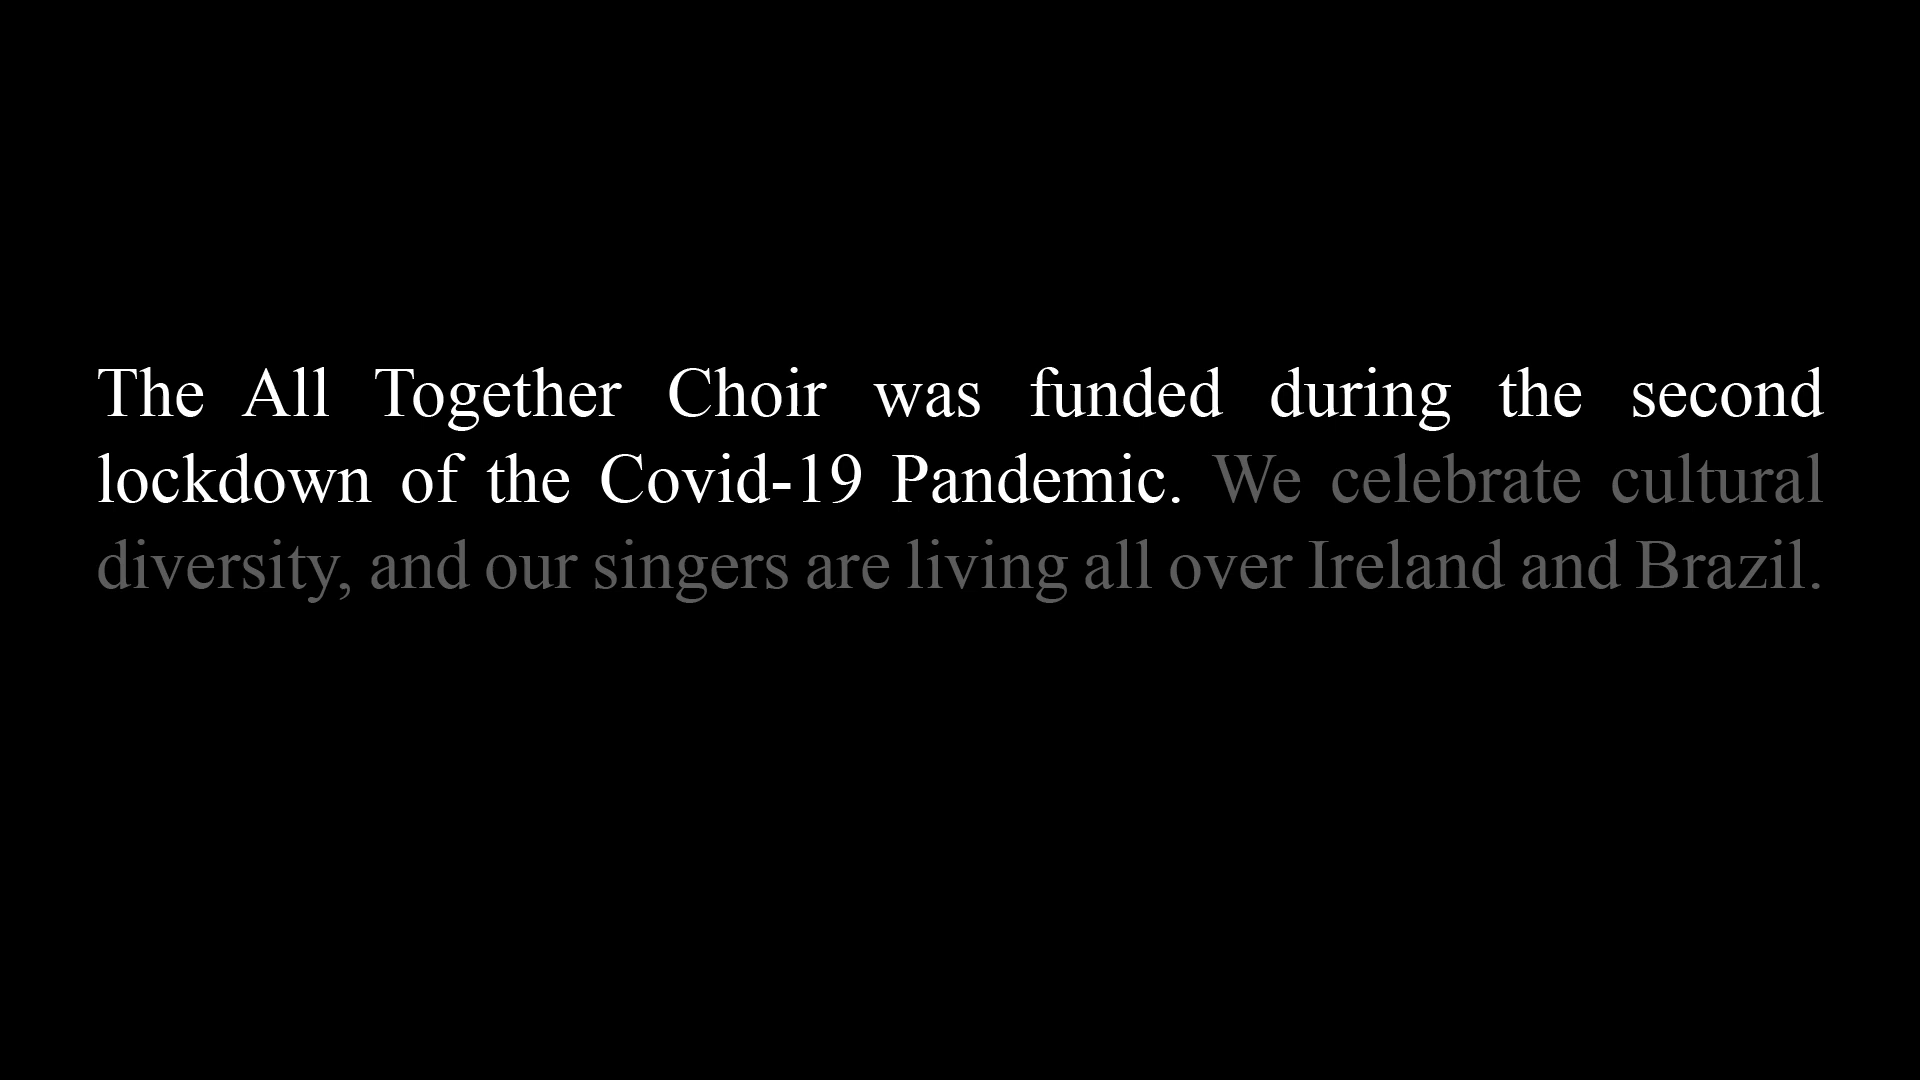 The All Together Choir was funded during the second
lockdown of the Covid-19 Pandemic. We celebrate cultural
diversity, and our singers are living all over Ireland and Brazil.